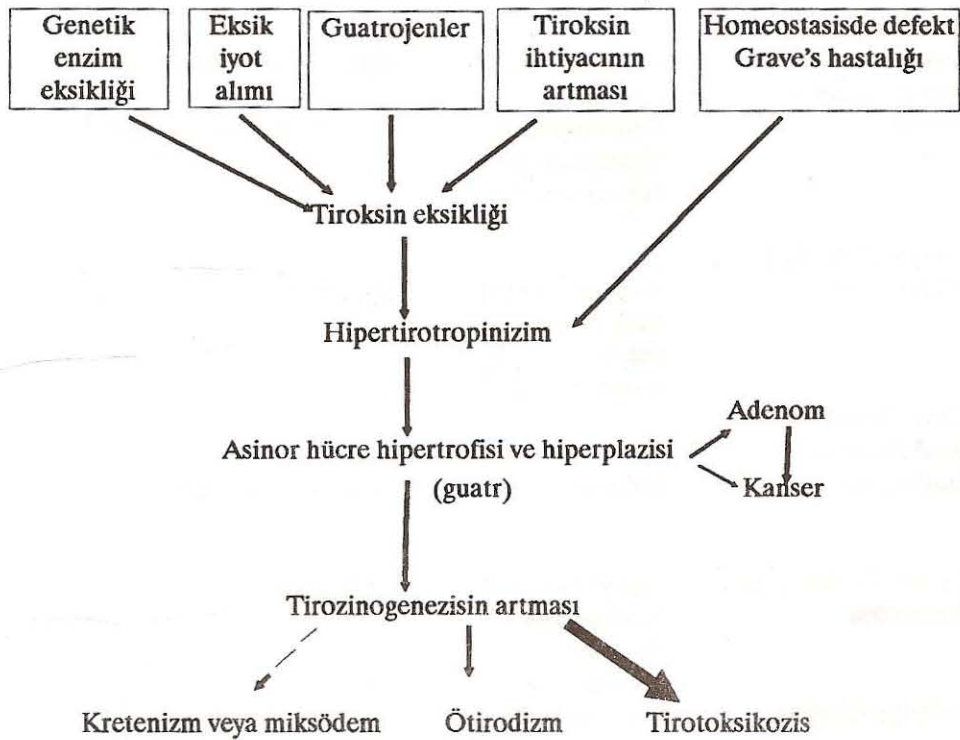 Genetik
enzim
eksikliği
Eksik
iyot
alımı
Guatrojenler
Tiroksin
ihtiyacının
artması
Homeostasisde defekt
Grave's hastalığı
Tiroksin eksikliği
Hipertirotropinizim
Adenom
Asinor hücre hipertrofisi ve hiperplazisi
(guatr)
Kanser
Tirozinogenezisin artması
Kretenizm veya miksödem
Ötirodizm
Tirotoksikozis